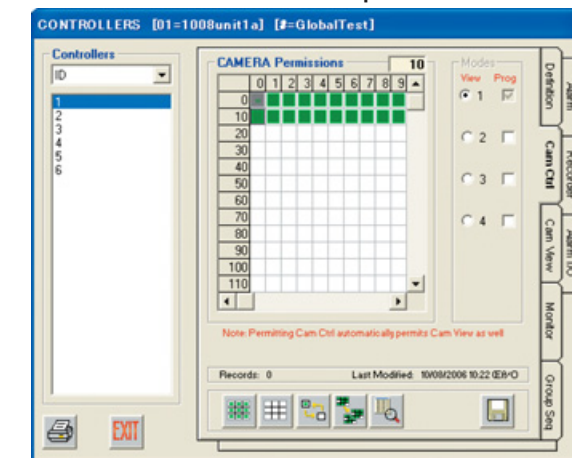 CONTROLLERS [01=1008unit1a] [#=GlobalTest]
Controllers
ID
1
2
3
4
5
6
CAMERA Permissions 10
0 1 2 3 4 5 6 7 8 9
0
10
20
30
40
50
60
70
80
90
100
110
Modes
View Prog
1
2
3
4
Note: Permitting Cam Ctrl automatically permits Cam View as well
Records: 0 Last Modified: 10/08/2006 10:22
EXIT
Definition
Cam Ctrl
Cam View
Monitor
Group Seq
Alarm
Recorder
Alarm I/O